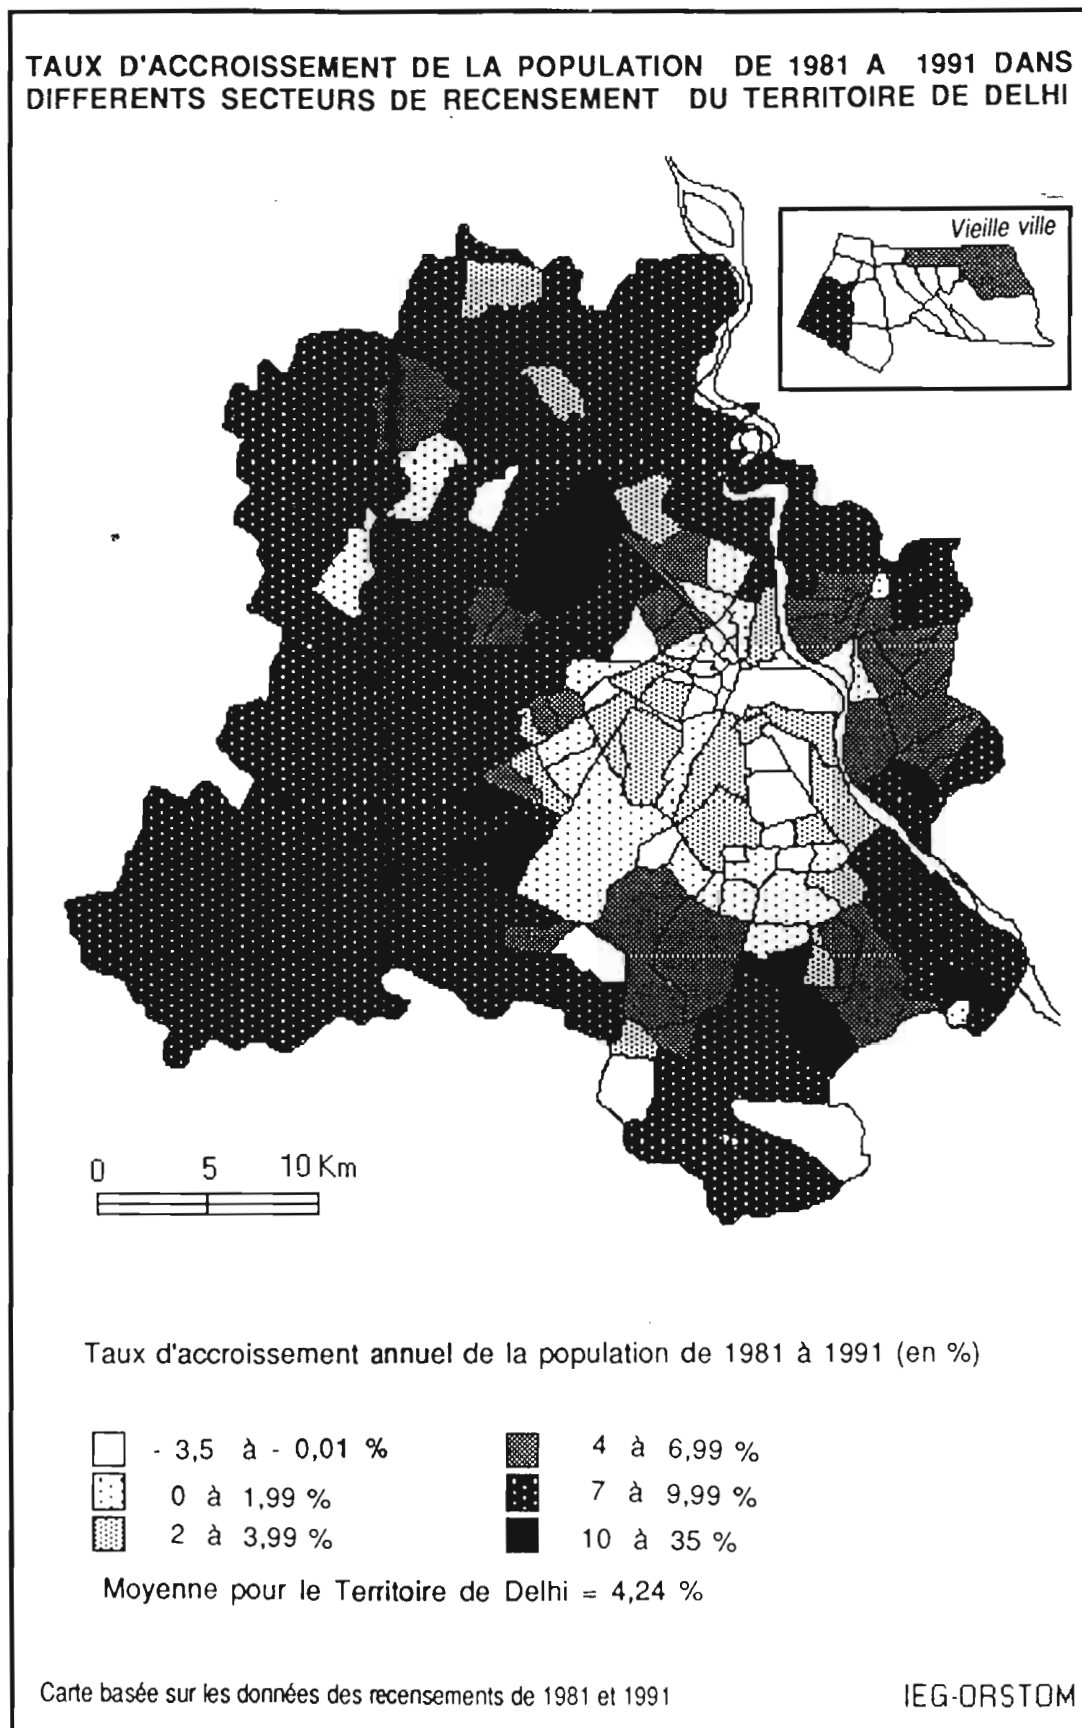 TAUX D'ACCROISSEMENT DE LA POPULATION DE 1981 A 1991 DANS
DIFFERENTS SECTEURS DE RECENSEMENT DU TERRITOIRE DE DELHI
Vieille ville
0 5 10 Km
Taux d'accroissement annuel de la population de 1981 à 1991 (en %)
- 3,5 à - 0,01 %
0 à 1,99 %
2 à 3,99 %
4 à 6,99 %
7 à 9,99 %
10 à 35 %
Moyenne pour le Territoire de Delhi = 4,24 %
Carte basée sur les données des recensements de 1981 et 1991
IEG-ORSTOM